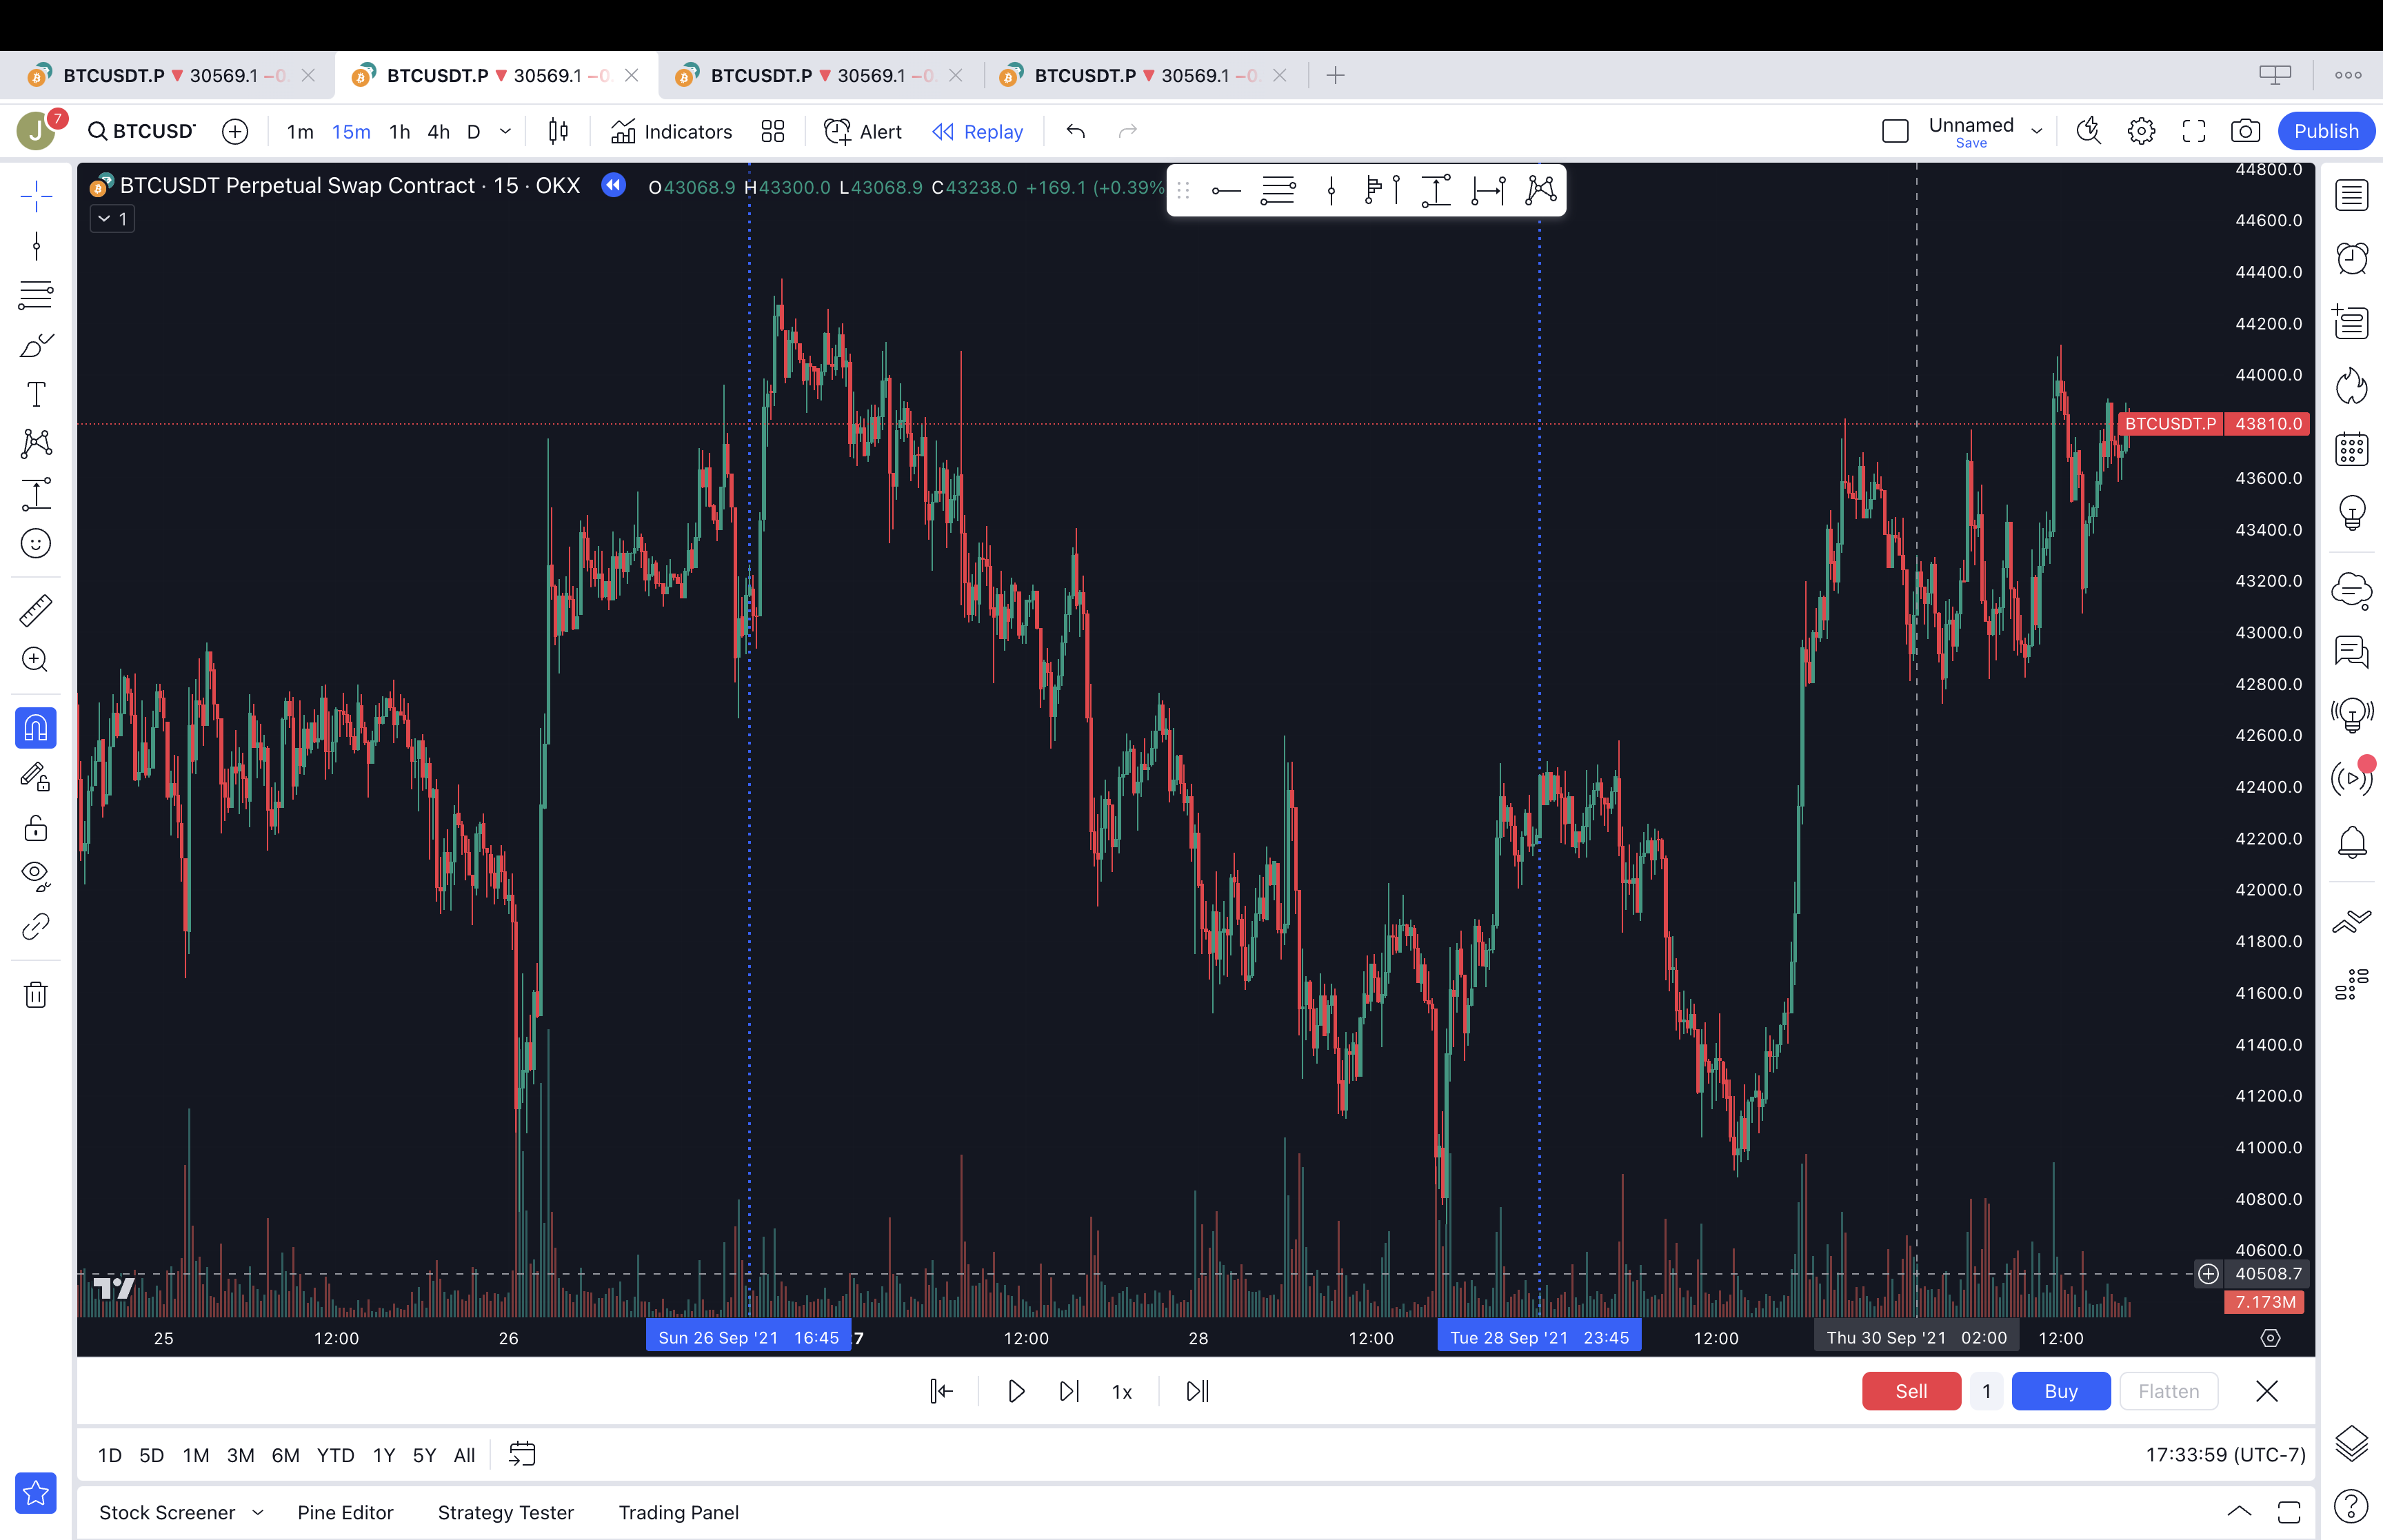 BTCUSDT.P ▼ 30569.1 −0. BTCUSDT.P ▼ 30569.1 −0. BTCUSDT.P ▼ 30569.1 −0. BTCUSDT.P ▼ 30569.1 −0.
J 7 BTCUSD 1m 15m 1h 4h D Indicators Alert Replay Unnamed Publish
Save
BTCUSDT Perpetual Swap Contract · 15 · OKX O43068.9 H43300.0 L43068.9 C43238.0 +169.1 (+0.39%
1
44800.0
44600.0
44400.0
44200.0
44000.0
BTCUSDT.P 43810.0
43600.0
43400.0
43200.0
43000.0
42800.0
42600.0
42400.0
42200.0
42000.0
41800.0
41600.0
41400.0
41200.0
41000.0
40800.0
40600.0
40508.7
7.173M
25 12:00 26 Sun 26 Sep '21 16:45 7 12:00 28 12:00 Tue 28 Sep '21 23:45 12:00 Thu 30 Sep '21 02:00 12:00
1x Sell 1 Buy Flatten
1D 5D 1M 3M 6M YTD 1Y 5Y All 17:33:59 (UTC-7)
Stock Screener Pine Editor Strategy Tester Trading Panel